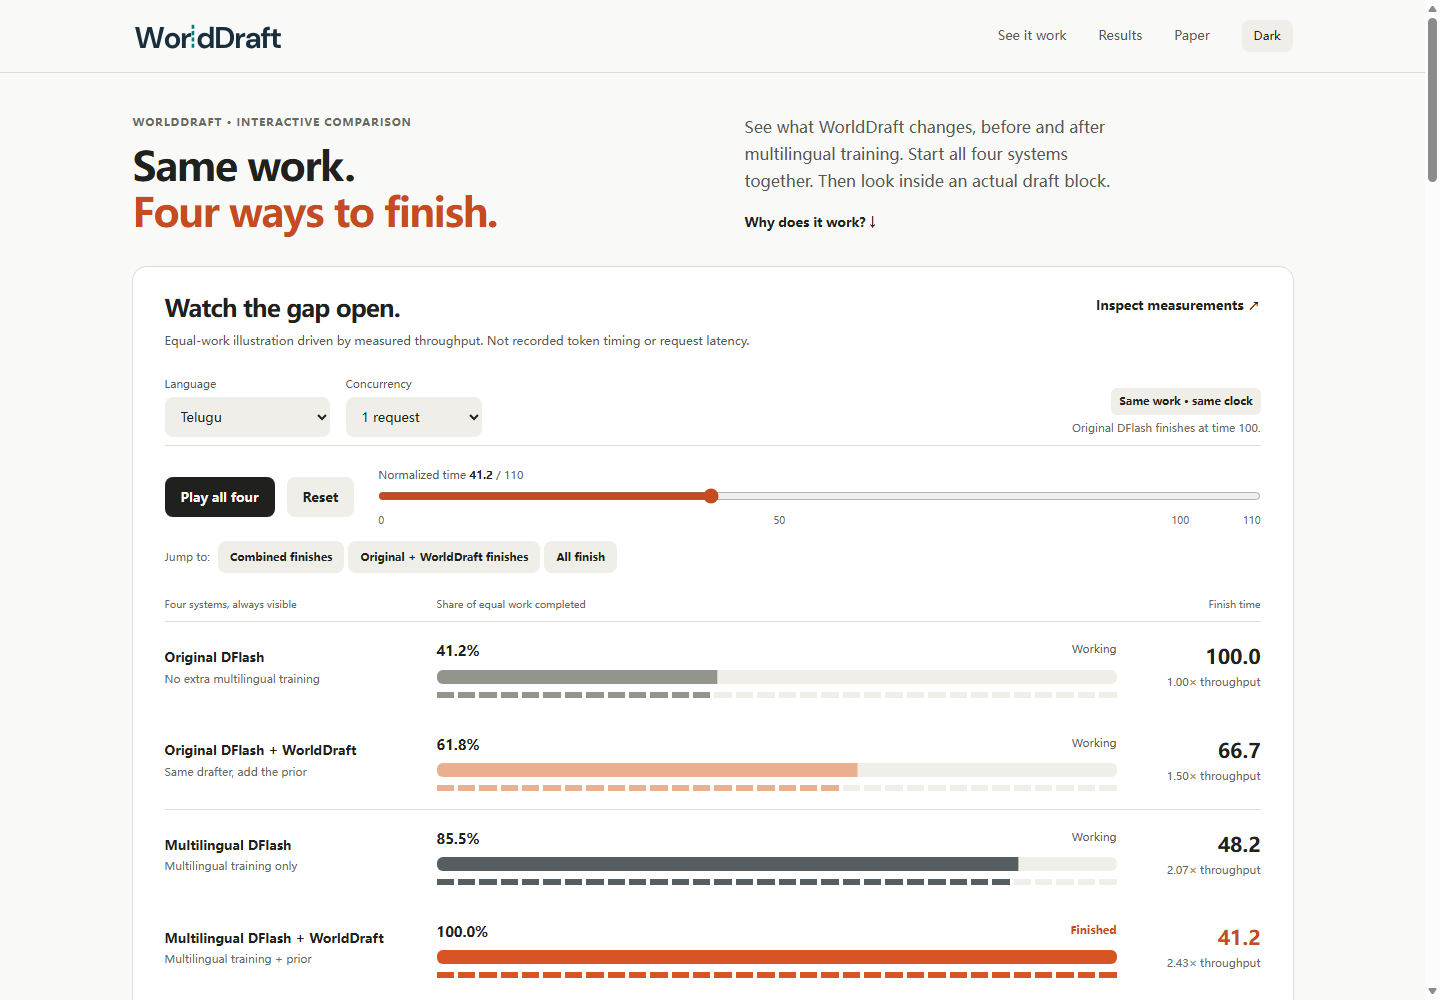 WorldDraft
See it work
Results
Paper
Dark
WORLDDRAFT • INTERACTIVE COMPARISON
Same work.
Four ways to finish.
See what WorldDraft changes, before and after
multilingual training. Start all four systems
together. Then look inside an actual draft block.
Why does it work? ↓
Watch the gap open.
Inspect measurements ↗
Equal-work illustration driven by measured throughput. Not recorded token timing or request latency.
Language
Concurrency
Telugu
1 request
Same work • same clock
Original DFlash finishes at time 100.
Play all four
Reset
Normalized time 41.2 / 110
0
50
100
110
Jump to:
Combined finishes
Original + WorldDraft finishes
All finish
Four systems, always visible
Share of equal work completed
Finish time
Original DFlash
No extra multilingual training
41.2%
Working
100.0
1.00× throughput
Original DFlash + WorldDraft
Same drafter, add the prior
61.8%
Working
66.7
1.50× throughput
Multilingual DFlash
Multilingual training only
85.5%
Working
48.2
2.07× throughput
Multilingual DFlash + WorldDraft
Multilingual training + prior
100.0%
Finished
41.2
2.43× throughput